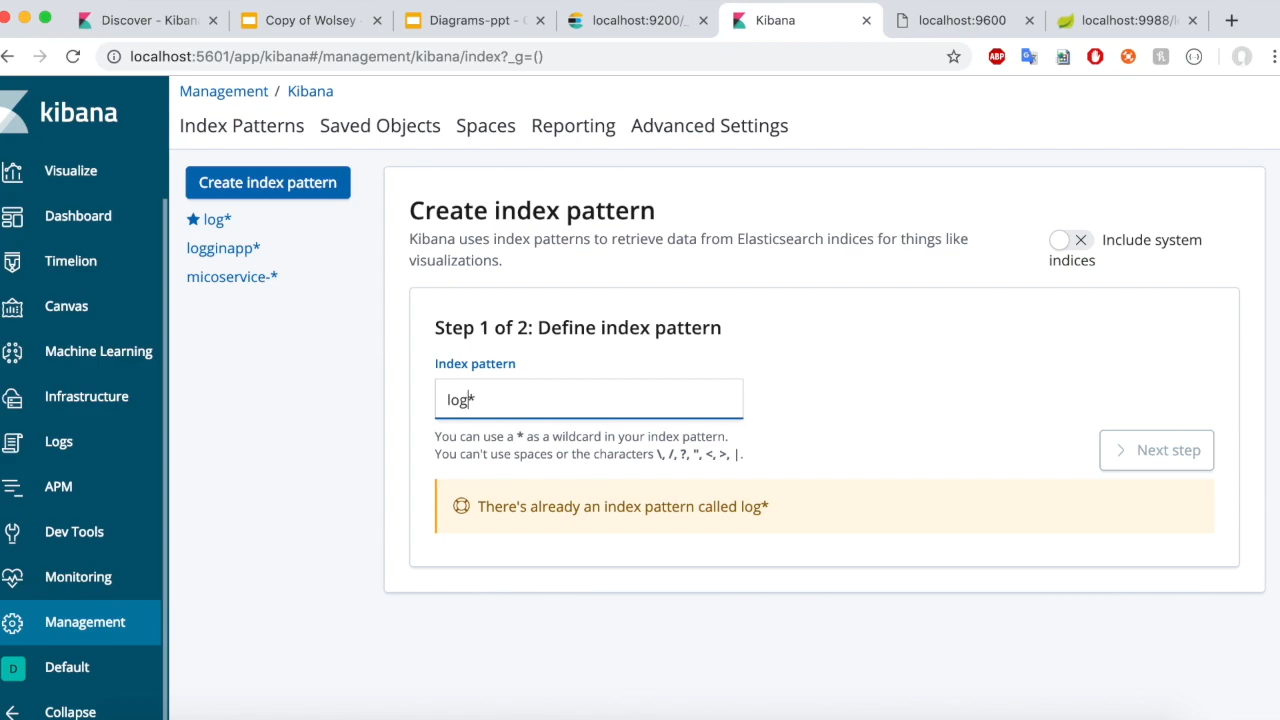 Discover - Kiban
Copy of Wolsey
Diagrams-ppt -
localhost:9200/_
Kibana
localhost:9600
localhost:9988/l
localhost:5601/app/kibana#/management/kibana/index?_g=()
ABP
kibana
Visualize
Dashboard
Timelion
Canvas
Machine Learning
Infrastructure
Logs
APM
Dev Tools
Monitoring
Management
D Default
Collapse
Management / Kibana
Index Patterns Saved Objects Spaces Reporting Advanced Settings
Create index pattern
log*
logginapp*
micoservice-*
Create index pattern
Kibana uses index patterns to retrieve data from Elasticsearch indices for things like
visualizations.
Include system
indices
Step 1 of 2: Define index pattern
Index pattern
log*
You can use a * as a wildcard in your index pattern.
You can't use spaces or the characters \, /, ?, ", <, >, |.
Next step
There's already an index pattern called log*